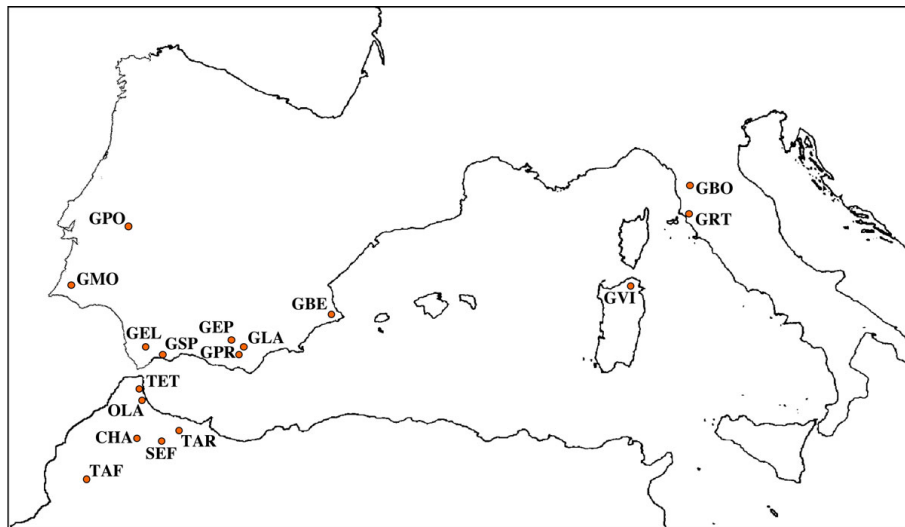 GBO
GPO
GRT
GMO
GVI
GBE
GEP
GEL
GLA
GSP
GPR
TET
OLA
CHA
TAR
SEF
TAF